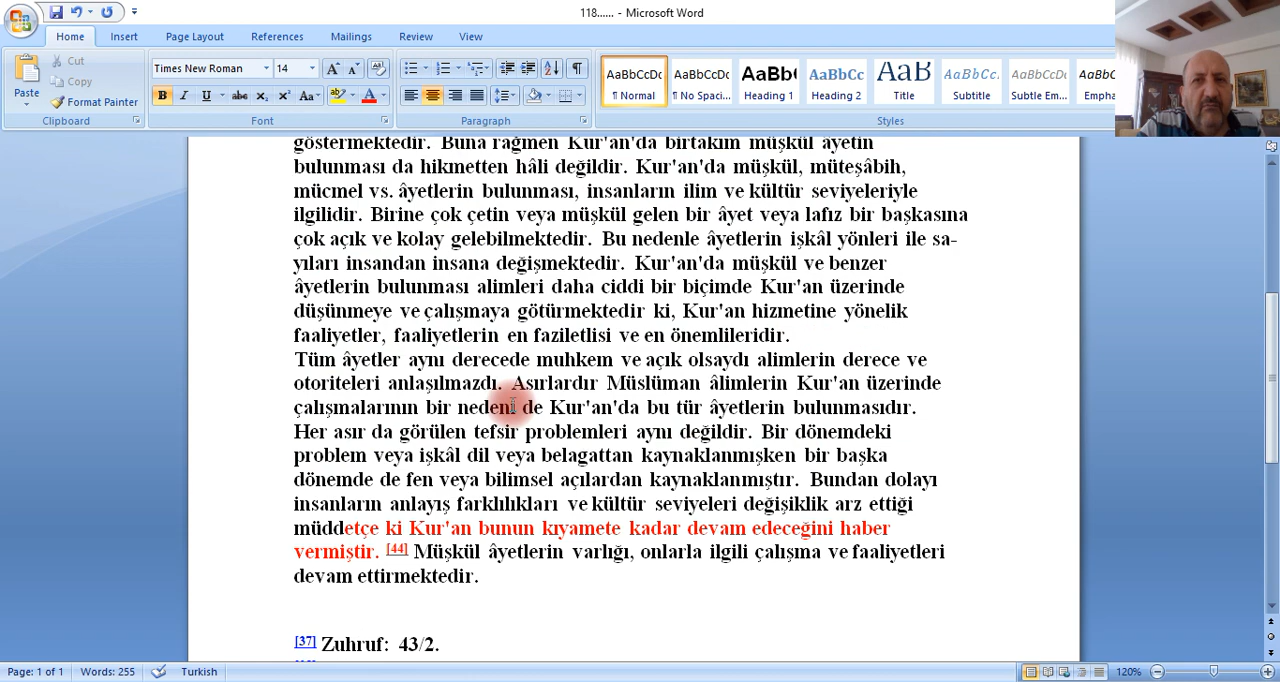 118...... - Microsoft Word
Home Insert Page Layout References Mailings Review View
Cut
Copy
Format Painter
Paste
Times New Roman 14
AaBbCcDc AaBbCcDc AaBb( AaBbCc AaB AaBbCc. AaBbCcDc AaBbCc
¶ Normal ¶ No Spaci... Heading 1 Heading 2 Title Subtitle Subtle Em... Empha
Clipboard Font Paragraph Styles
göstermektedir. Buna rağmen Kur'an'da birtakım müşkül âyetin
bulunması da hikmetten hâli değildir. Kur'an'da müşkül, müteşâbih,
mücmel vs. âyetlerin bulunması, insanların ilim ve kültür seviyeleriyle
ilgilidir. Birine çok çetin veya müşkül gelen bir âyet veya lafız bir başkasına
çok açık ve kolay gelebilmektedir. Bu nedenle âyetlerin işkâl yönleri ile sa-
yıları insandan insana değişmektedir. Kur'an'da müşkül ve benzer
âyetlerin bulunması alimleri daha ciddi bir biçimde Kur'an üzerinde
düşünmeye ve çalışmaya götürmektedir ki, Kur'an hizmetine yönelik
faaliyetler, faaliyetlerin en faziletlisi ve en önemlileridir.
Tüm âyetler aynı derecede muhkem ve açık olsaydı alimlerin derece ve
otoriteleri anlaşılmazdı. Asırlardır Müslüman âlimlerin Kur'an üzerinde
çalışmalarının bir nedeni de Kur'an'da bu tür âyetlerin bulunmasıdır.
Her asır da görülen tefsir problemleri aynı değildir. Bir dönemdeki
problem veya işkâl dil veya belagattan kaynaklanmışken bir başka
dönemde de fen veya bilimsel açılardan kaynaklanmıştır. Bundan dolayı
insanların anlayış farklılıkları ve kültür seviyeleri değişiklik arz ettiği
müddetçe ki Kur'an bunun kıyamete kadar devam edeceğini haber
vermiştir. [44] Müşkül âyetlerin varlığı, onlarla ilgili çalışma ve faaliyetleri
devam ettirmektedir.
[37] Zuhruf: 43/2.
Page: 1 of 1 Words: 255 Turkish 120%